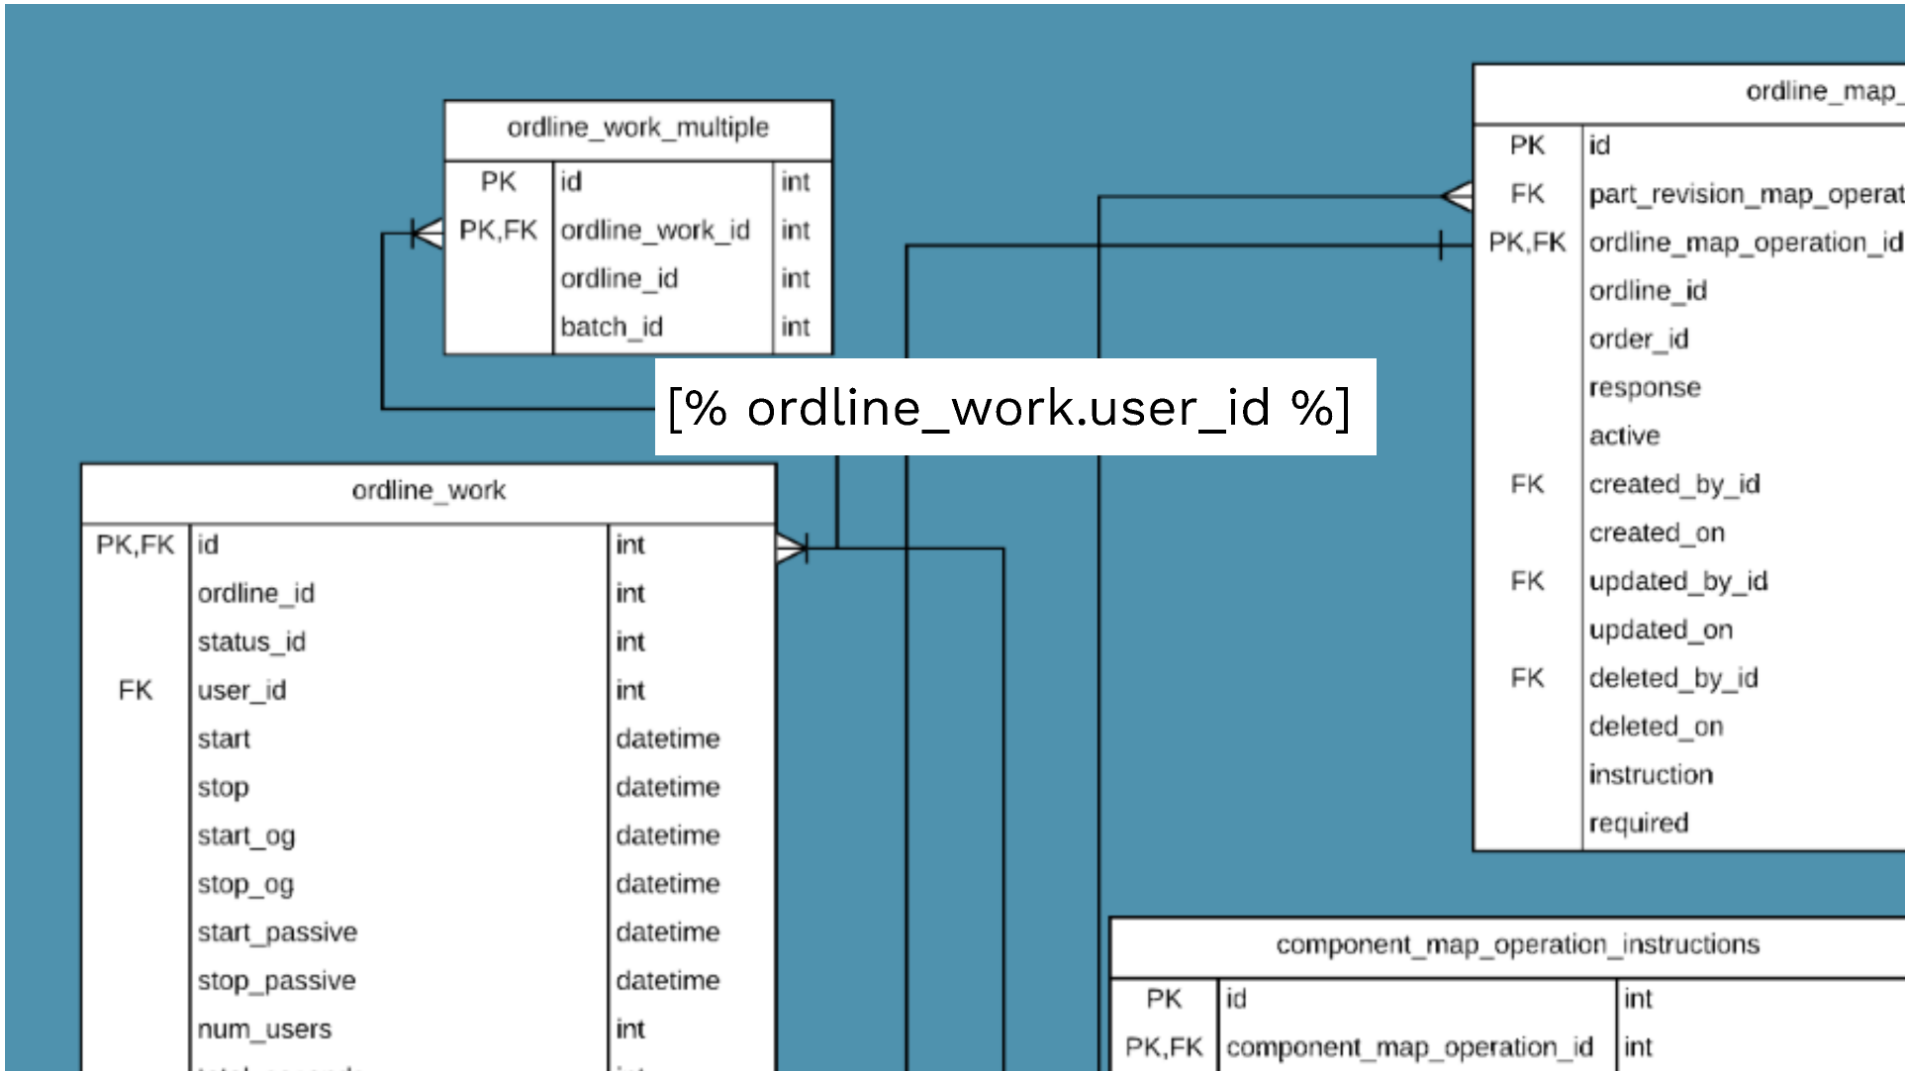 ordline_work_multiple
PK id int
PK,FK ordline_work_id int
ordline_id int
batch_id int
[% ordline_work.user_id %]
ordline_work
PK,FK id int
ordline_id int
status_id int
FK user_id int
start datetime
stop datetime
start_og datetime
stop_og datetime
start_passive datetime
stop_passive datetime
num_users int
ordline_map_
PK id
FK part_revision_map_operat
PK,FK ordline_map_operation_id
ordline_id
order_id
response
active
FK created_by_id
created_on
FK updated_by_id
updated_on
FK deleted_by_id
deleted_on
instruction
required
component_map_operation_instructions
PK id int
PK,FK component_map_operation_id int